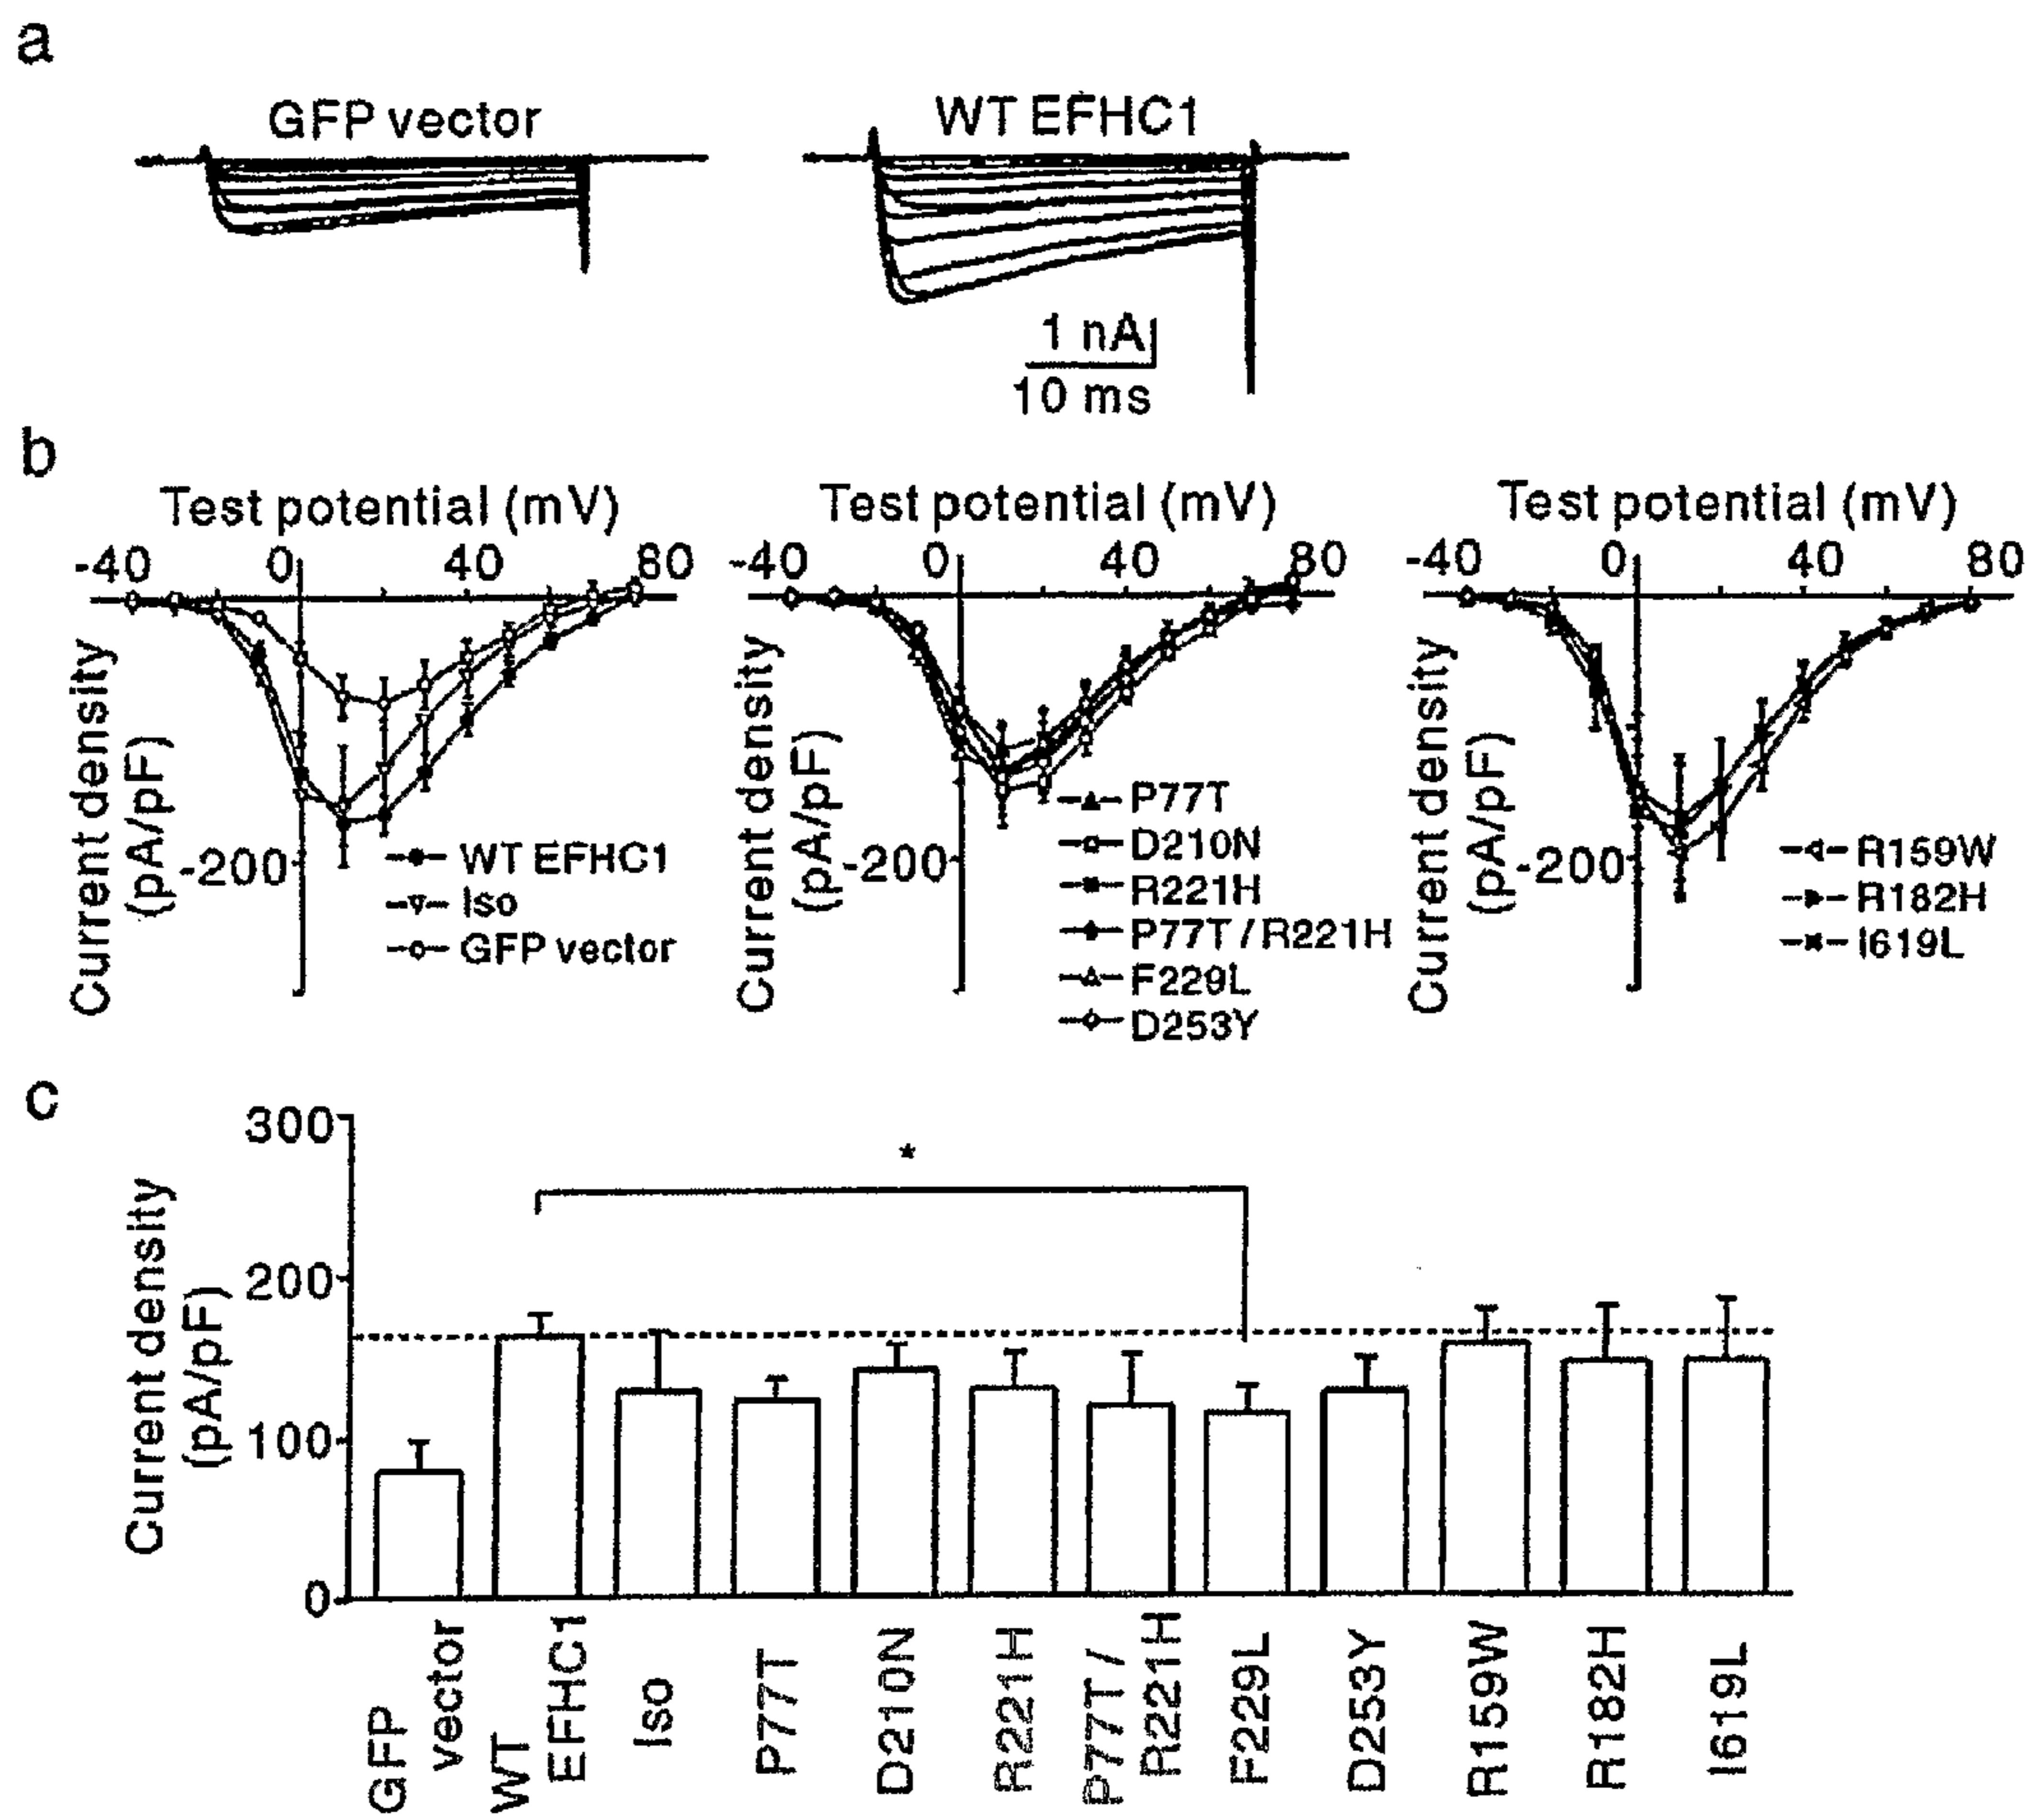 a
GFP vector
WT EFHC1
1 nA
10 ms
b
Test potential (mV)
-40 0 40 80
Current density
(pA/pF)
-200
WT EFHC1
Iso
GFP vector
Test potential (mV)
-40 0 40 80
Current density
(pA/pF)
-200
P77T
D210N
R221H
P77T / R221H
F229L
D253Y
Test potential (mV)
-40 0 40 80
Current density
(pA/pF)
-200
R159W
R182H
I619L
c
Current density
(pA/pF)
300
200
100
0
*
GFP
vector
WT
EFHC1
Iso
P77T
D210N
R221H
P77T /
R221H
F229L
D253Y
R159W
R182H
I619L